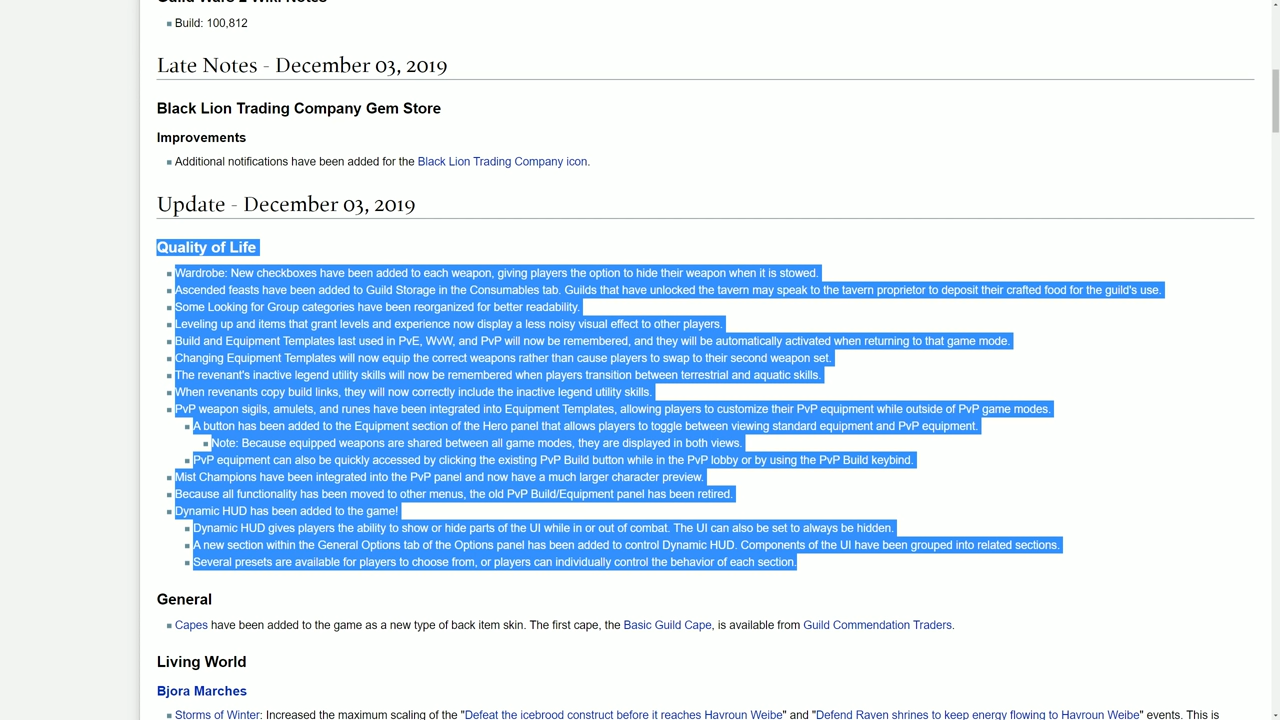 Guild Wars 2 Wiki Notes
Build: 100,812
Late Notes - December 03, 2019
Black Lion Trading Company Gem Store
Improvements
Additional notifications have been added for the Black Lion Trading Company icon.
Update - December 03, 2019
Quality of Life
Wardrobe: New checkboxes have been added to each weapon, giving players the option to hide their weapon when it is stowed.
Ascended feasts have been added to Guild Storage in the Consumables tab. Guilds that have unlocked the tavern may speak to the tavern proprietor to deposit their crafted food for the guild's use.
Some Looking for Group categories have been reorganized for better readability.
Leveling up and items that grant levels and experience now display a less noisy visual effect to other players.
Build and Equipment Templates last used in PvE, WvW, and PvP will now be remembered, and they will be automatically activated when returning to that game mode.
Changing Equipment Templates will now equip the correct weapons rather than cause players to swap to their second weapon set.
The revenant's inactive legend utility skills will now be remembered when players transition between terrestrial and aquatic skills.
When revenants copy build links, they will now correctly include the inactive legend utility skills.
PvP weapon sigils, amulets, and runes have been integrated into Equipment Templates, allowing players to customize their PvP equipment while outside of PvP game modes.
A button has been added to the Equipment section of the Hero panel that allows players to toggle between viewing standard equipment and PvP equipment.
Note: Because equipped weapons are shared between all game modes, they are displayed in both views.
PvP equipment can also be quickly accessed by clicking the existing PvP Build button while in the PvP lobby or by using the PvP Build keybind.
Mist Champions have been integrated into the PvP panel and now have a much larger character preview.
Because all functionality has been moved to other menus, the old PvP Build/Equipment panel has been retired.
Dynamic HUD has been added to the game!
Dynamic HUD gives players the ability to show or hide parts of the UI while in or out of combat. The UI can also be set to always be hidden.
A new section within the General Options tab of the Options panel has been added to control Dynamic HUD. Components of the UI have been grouped into related sections.
Several presets are available for players to choose from, or players can individually control the behavior of each section.
General
Capes have been added to the game as a new type of back item skin. The first cape, the Basic Guild Cape, is available from Guild Commendation Traders.
Living World
Bjora Marches
Storms of Winter: Increased the maximum scaling of the "Defeat the icebrood construct before it reaches Havroun Weibe" and "Defend Raven shrines to keep energy flowing to Havroun Weibe" events. This is